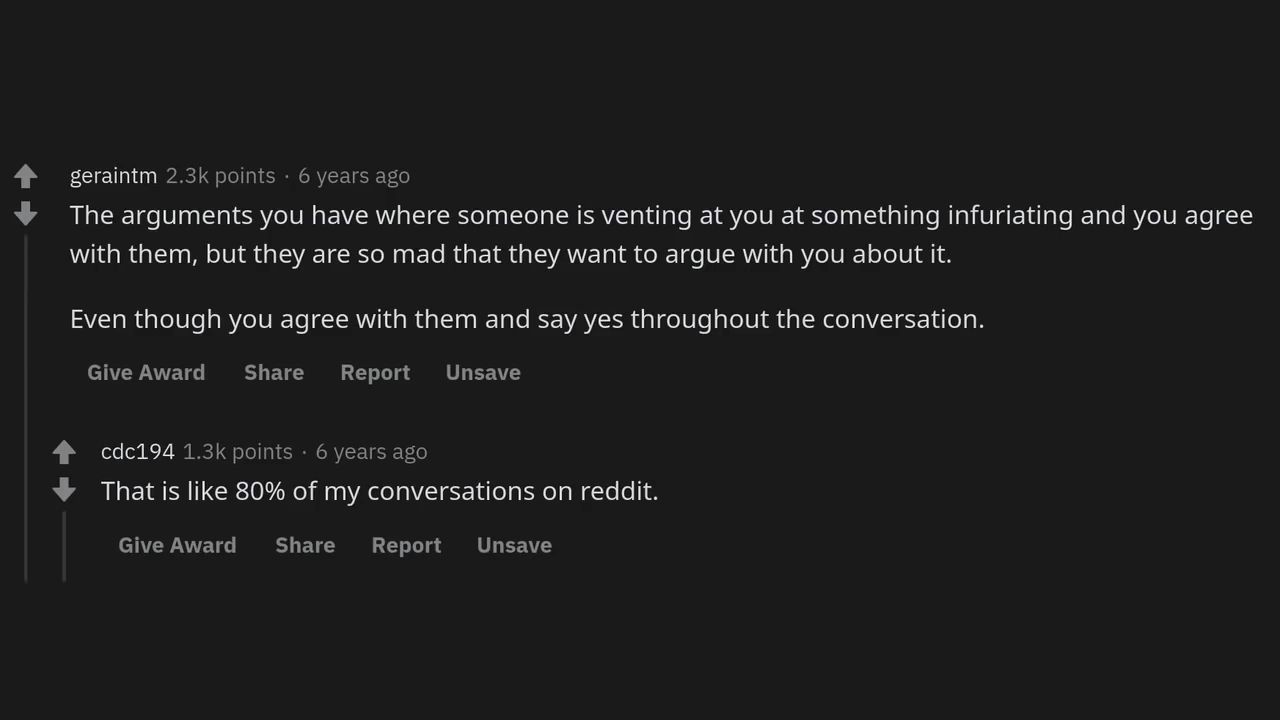 geraintm 2.3k points · 6 years ago
The arguments you have where someone is venting at you at something infuriating and you agree
with them, but they are so mad that they want to argue with you about it.
Even though you agree with them and say yes throughout the conversation.
Give Award Share Report Unsave
cdc194 1.3k points · 6 years ago
That is like 80% of my conversations on reddit.
Give Award Share Report Unsave